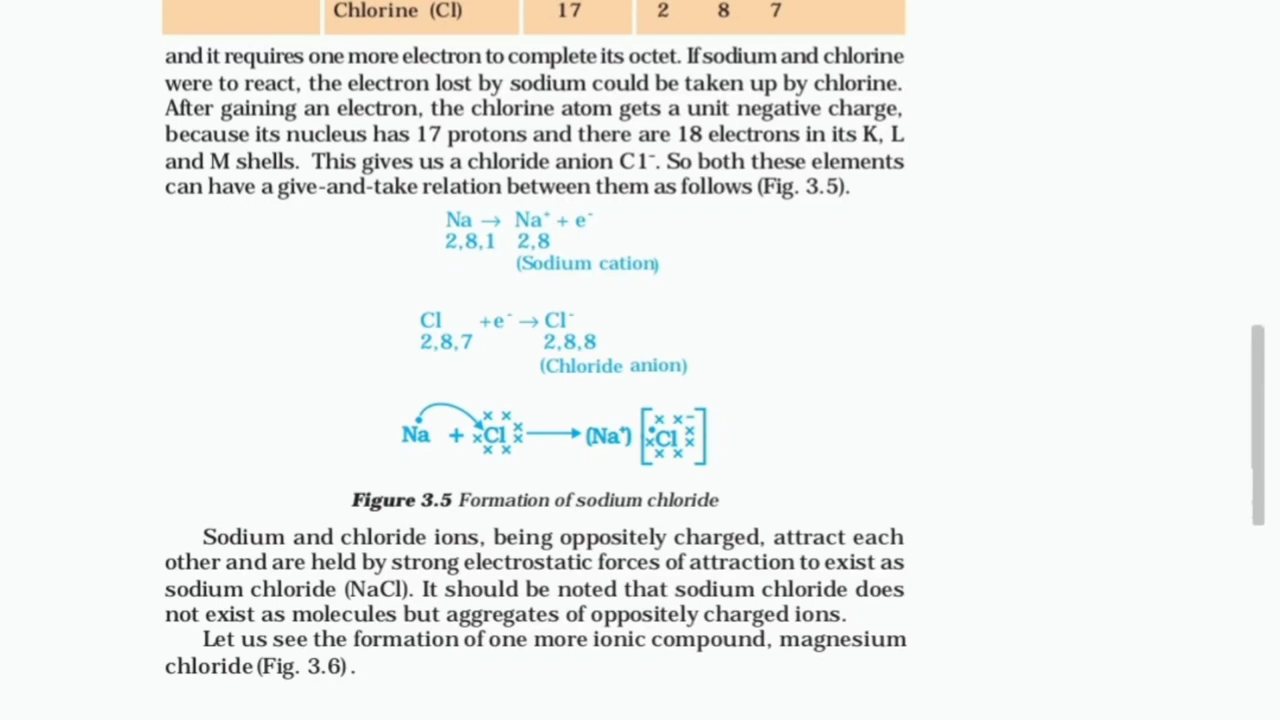 Chlorine (Cl) 17 2 8 7
and it requires one more electron to complete its octet. If sodium and chlorine
were to react, the electron lost by sodium could be taken up by chlorine.
After gaining an electron, the chlorine atom gets a unit negative charge,
because its nucleus has 17 protons and there are 18 electrons in its K, L
and M shells. This gives us a chloride anion C1⁻. So both these elements
can have a give-and-take relation between them as follows (Fig. 3.5).
Na → Na⁺ + e⁻
2,8,1 2,8
(Sodium cation)
Cl +e⁻ → Cl⁻
2,8,7 2,8,8
(Chloride anion)
Na + Cl → (Na⁺) [Cl⁻]
Figure 3.5 Formation of sodium chloride
Sodium and chloride ions, being oppositely charged, attract each
other and are held by strong electrostatic forces of attraction to exist as
sodium chloride (NaCl). It should be noted that sodium chloride does
not exist as molecules but aggregates of oppositely charged ions.
Let us see the formation of one more ionic compound, magnesium
chloride (Fig. 3.6).